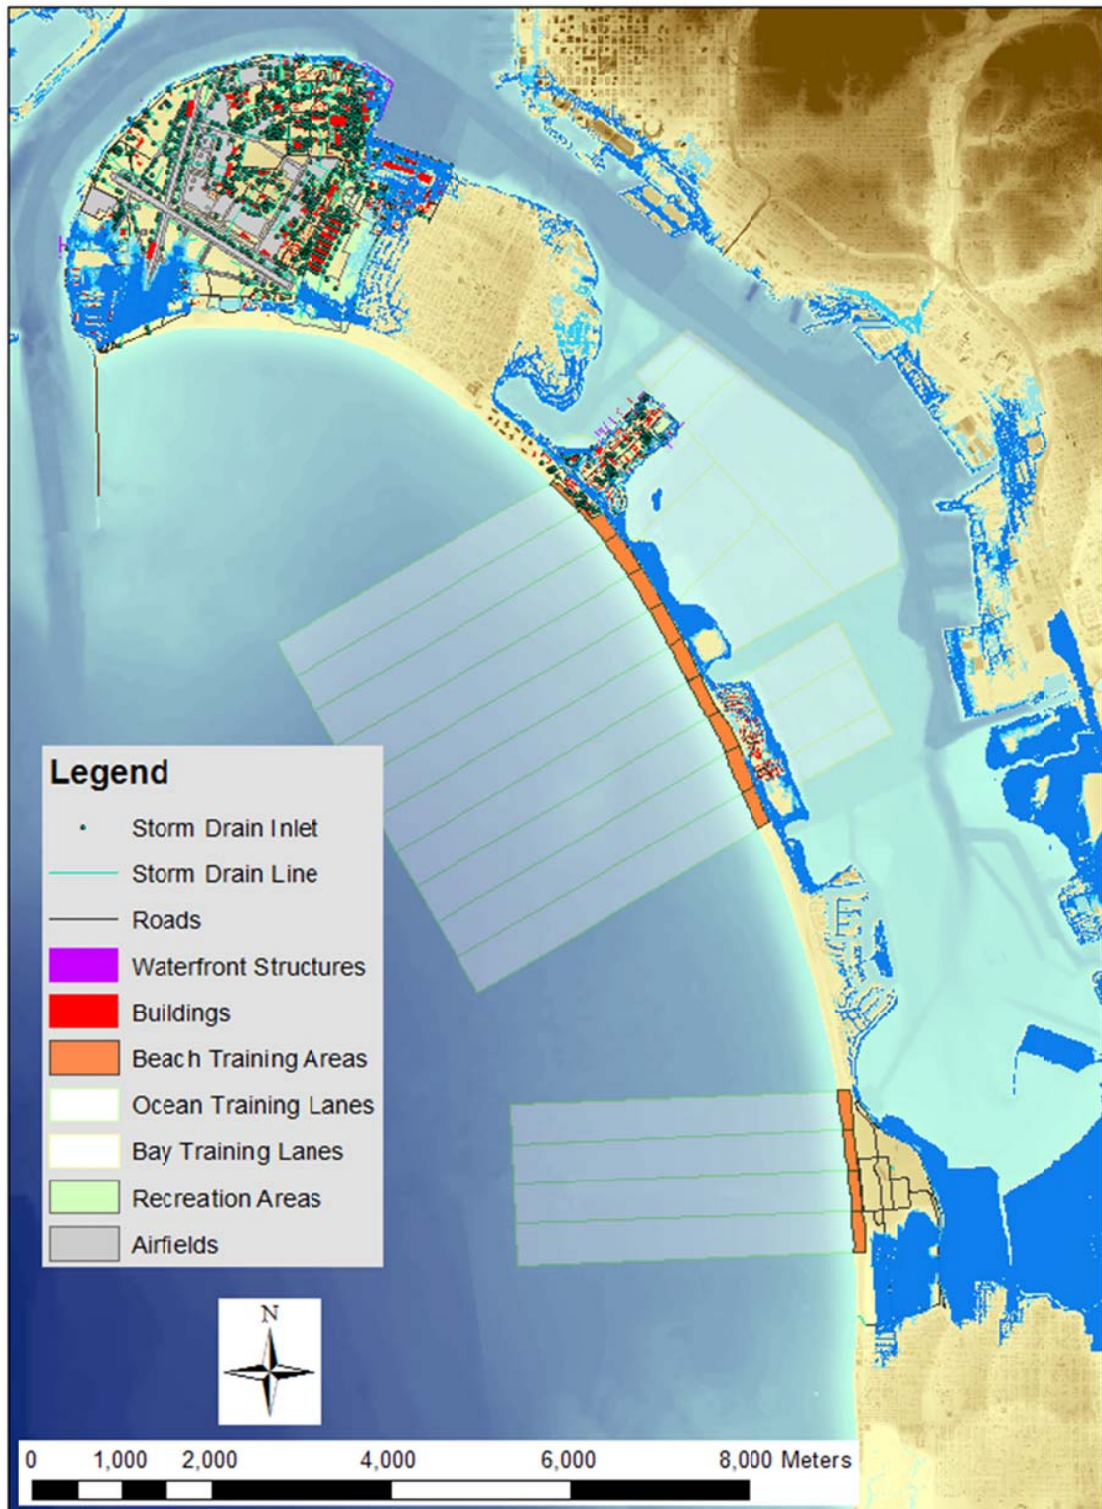 Legend
Storm Drain Inlet
Storm Drain Line
Roads
Waterfront Structures
Buildings
Beach Training Areas
Ocean Training Lanes
Bay Training Lanes
Recreation Areas
Airfields
N
0 1,000 2,000 4,000 6,000 8,000 Meters